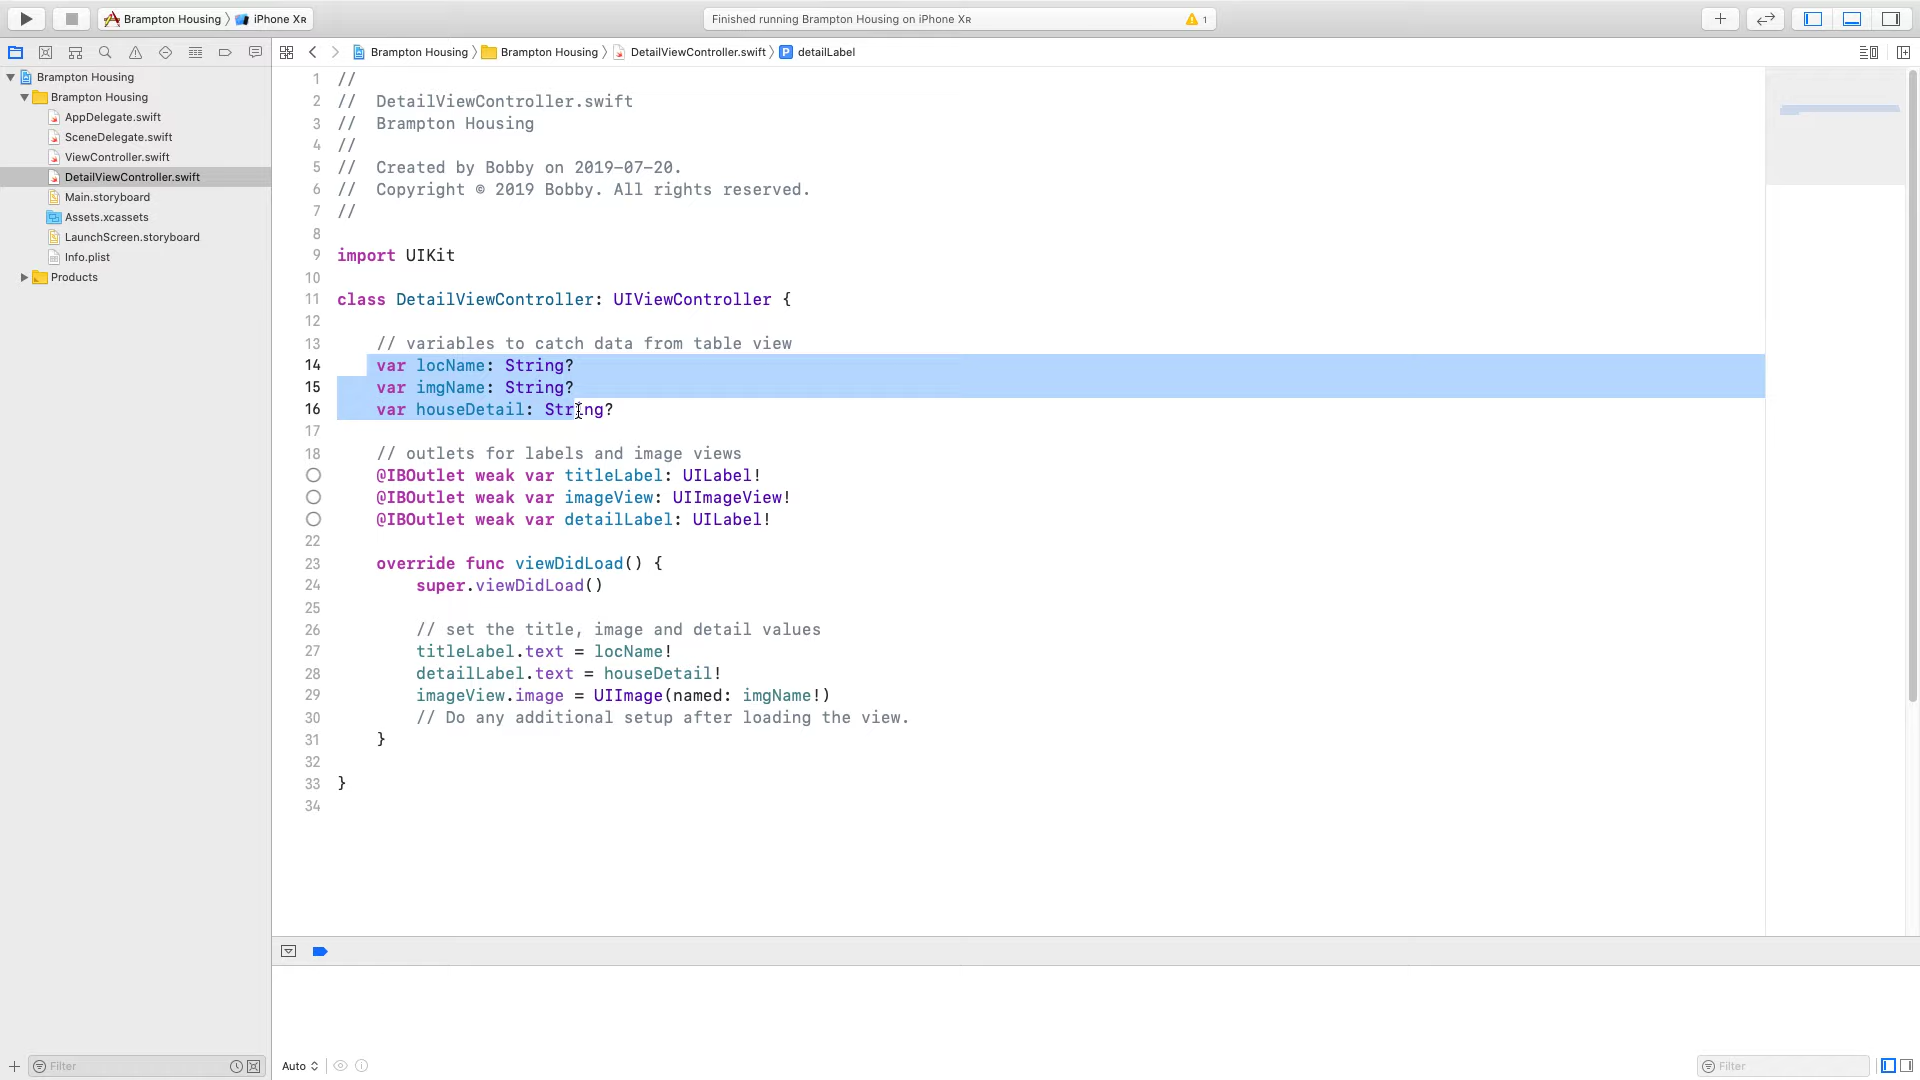 Brampton Housing 〉 iPhone XR
Finished running Brampton Housing on iPhone XR
1
Brampton Housing 〉 Brampton Housing 〉 DetailViewController.swift 〉 P detailLabel
Brampton Housing
Brampton Housing
AppDelegate.swift
SceneDelegate.swift
ViewController.swift
DetailViewController.swift
Main.storyboard
Assets.xcassets
LaunchScreen.storyboard
Info.plist
Products
1 //
2 //  DetailViewController.swift
3 //  Brampton Housing
4 //
5 //  Created by Bobby on 2019-07-20.
6 //  Copyright © 2019 Bobby. All rights reserved.
7 //
8
9 import UIKit
10
11 class DetailViewController: UIViewController {
12
13     // variables to catch data from table view
14     var locName: String?
15     var imgName: String?
16     var houseDetail: String?
17
18     // outlets for labels and image views
@IBOutlet weak var titleLabel: UILabel!
@IBOutlet weak var imageView: UIImageView!
@IBOutlet weak var detailLabel: UILabel!
22
23     override func viewDidLoad() {
24         super.viewDidLoad()
25
26         // set the title, image and detail values
27         titleLabel.text = locName!
28         detailLabel.text = houseDetail!
29         imageView.image = UIImage(named: imgName!)
30         // Do any additional setup after loading the view.
31     }
32
33 }
34
Filter
Auto
Filter